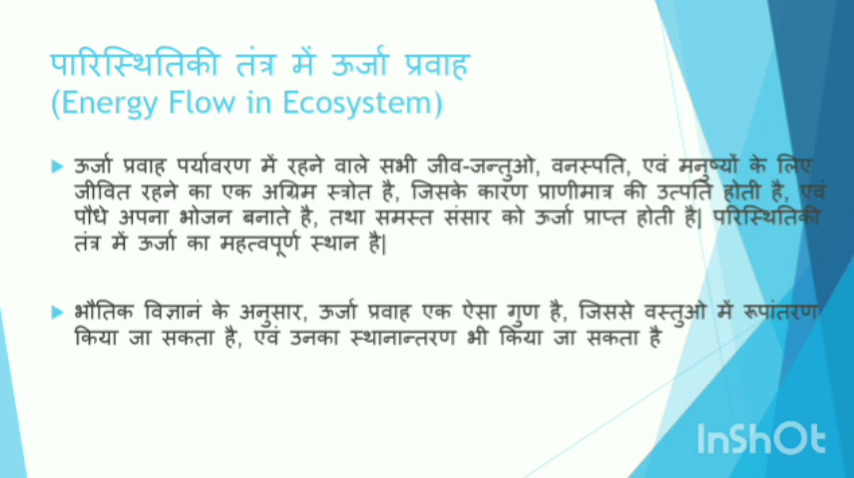 पारिस्थितिकी तंत्र में ऊर्जा प्रवाह
(Energy Flow in Ecosystem)
ऊर्जा प्रवाह पर्यावरण में रहने वाले सभी जीव-जन्तुओ, वनस्पति, एवं मनुष्यों के लिए
जीवित रहने का एक अग्रिम स्त्रोत है, जिसके कारण प्राणीमात्र की उत्पति होती है, एवं
पौधे अपना भोजन बनाते है, तथा समस्त संसार को ऊर्जा प्राप्त होती है| परिस्थितिकी
तंत्र में ऊर्जा का महत्वपूर्ण स्थान है|
भौतिक विज्ञानं के अनुसार, ऊर्जा प्रवाह एक ऐसा गुण है, जिससे वस्तुओ में रूपांतरण
किया जा सकता है, एवं उनका स्थानान्तरण भी किया जा सकता है
InShOt